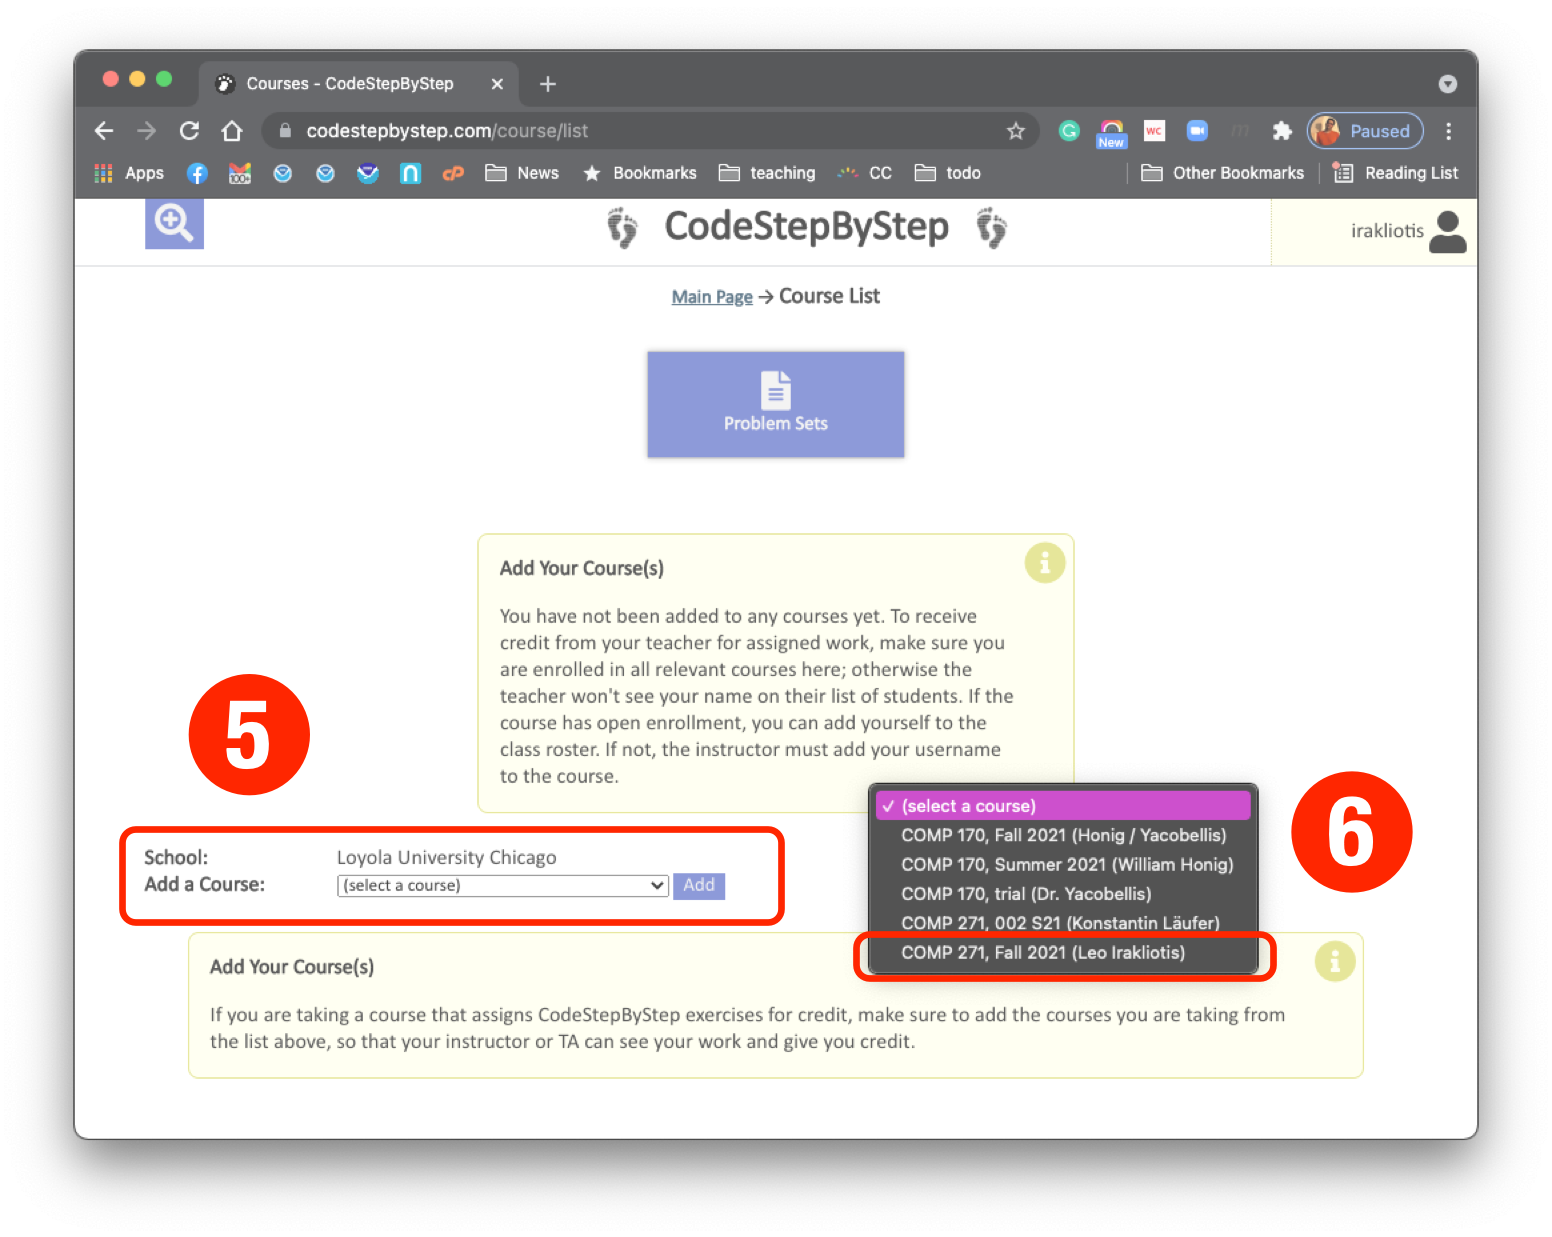 Courses - CodeStepByStep
codestepbystep.com/course/list
New
WC
Paused
Apps
100+
cP
News
Bookmarks
teaching
CC
todo
Other Bookmarks
Reading List
CodeStepByStep
irakliotis
Main Page → Course List
Problem Sets
Add Your Course(s)
You have not been added to any courses yet. To receive
credit from your teacher for assigned work, make sure you
are enrolled in all relevant courses here; otherwise the
teacher won't see your name on their list of students. If the
course has open enrollment, you can add yourself to the
class roster. If not, the instructor must add your username
to the course.
5
6
✓ (select a course)
COMP 170, Fall 2021 (Honig / Yacobellis)
COMP 170, Summer 2021 (William Honig)
COMP 170, trial (Dr. Yacobellis)
COMP 271, 002 S21 (Konstantin Läufer)
COMP 271, Fall 2021 (Leo Irakliotis)
School: Loyola University Chicago
Add a Course: (select a course) Add
Add Your Course(s)
If you are taking a course that assigns CodeStepByStep exercises for credit, make sure to add the courses you are taking from
the list above, so that your instructor or TA can see your work and give you credit.